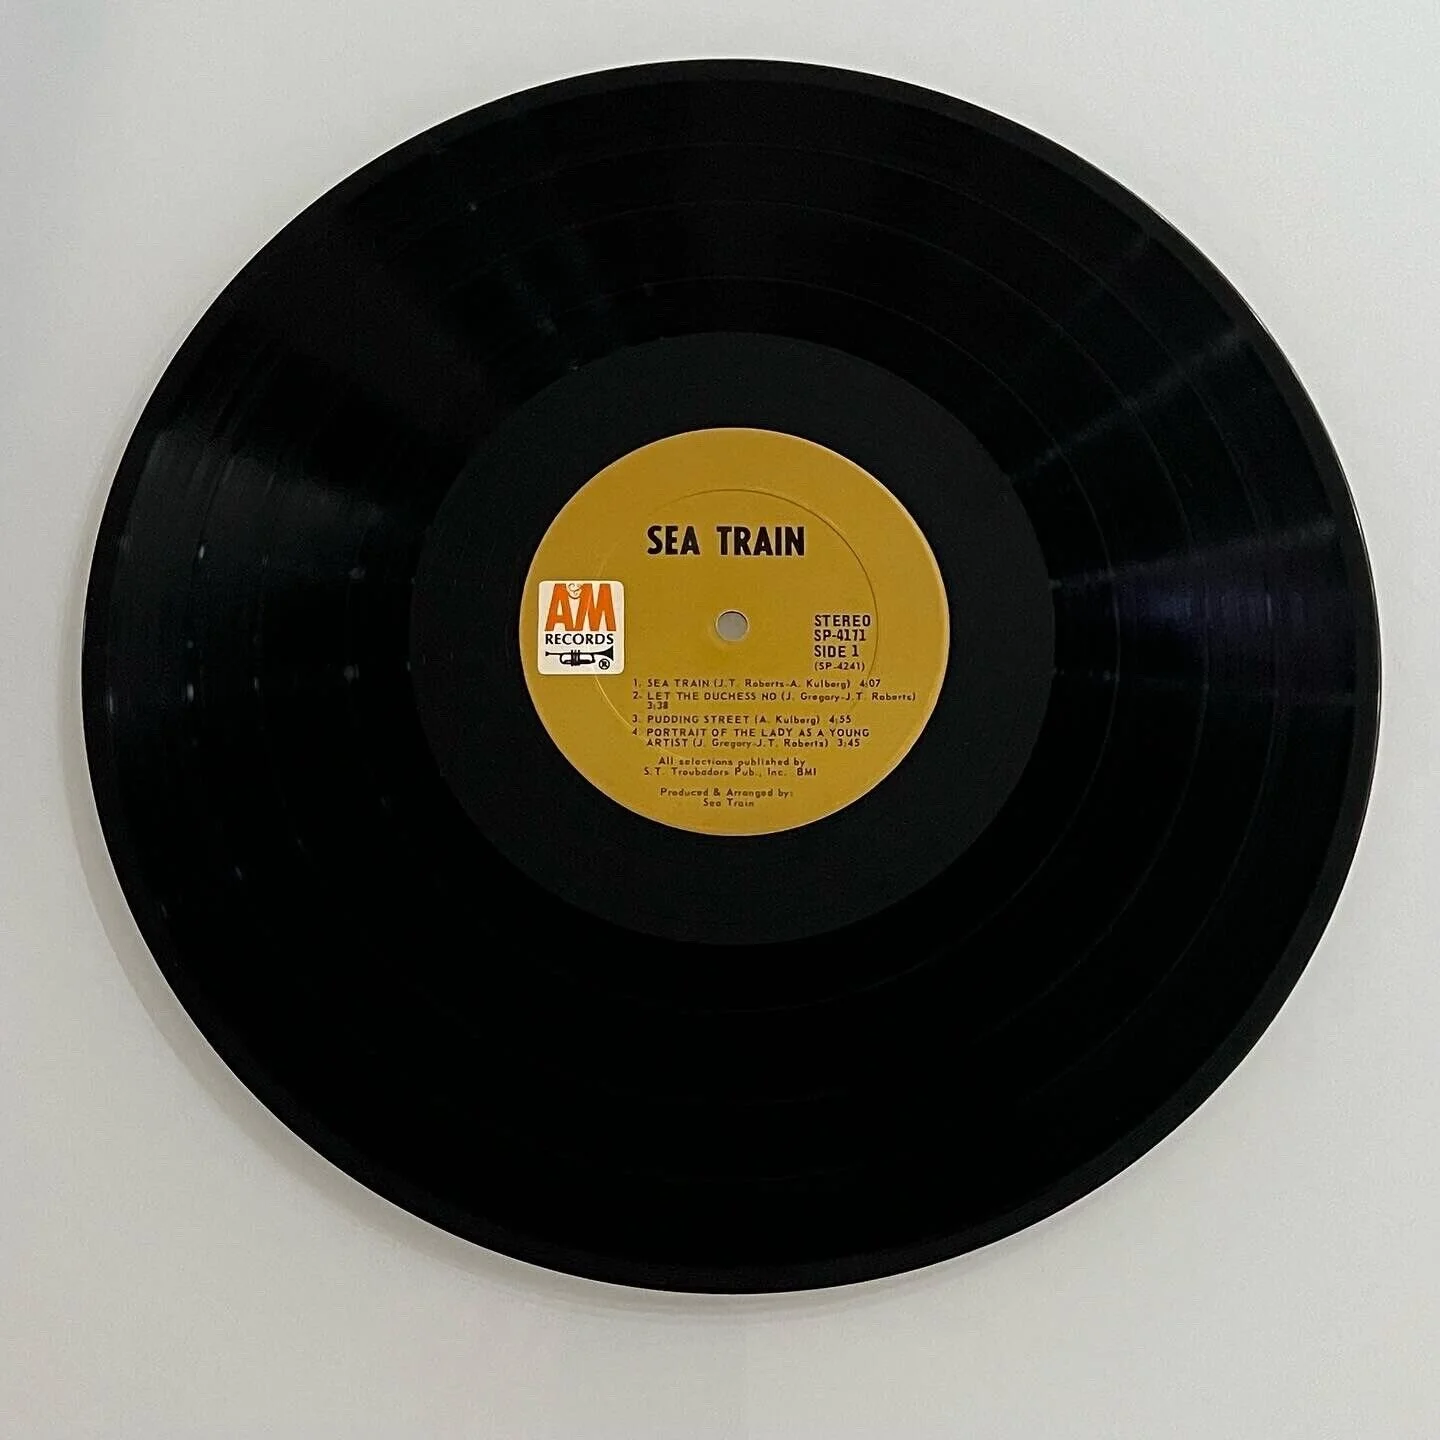 SEA TRAIN
A&M
RECORDS
®
STEREO
SP-4171
SIDE 1
(SP-4241)
1. SEA TRAIN (J.T. Roberts-A. Kulberg) 4:07
2. LET THE DUCHESS NO (J. Gregory-J.T. Roberts)
3:38
3. PUDDING STREET (A. Kulberg) 4:55
4. PORTRAIT OF THE LADY AS A YOUNG
ARTIST (J. Gregory-J.T. Roberts) 3:45
All selections published by
S.T. Troubadors Pub., Inc. BMI
Produced & Arranged by:
Sea Train